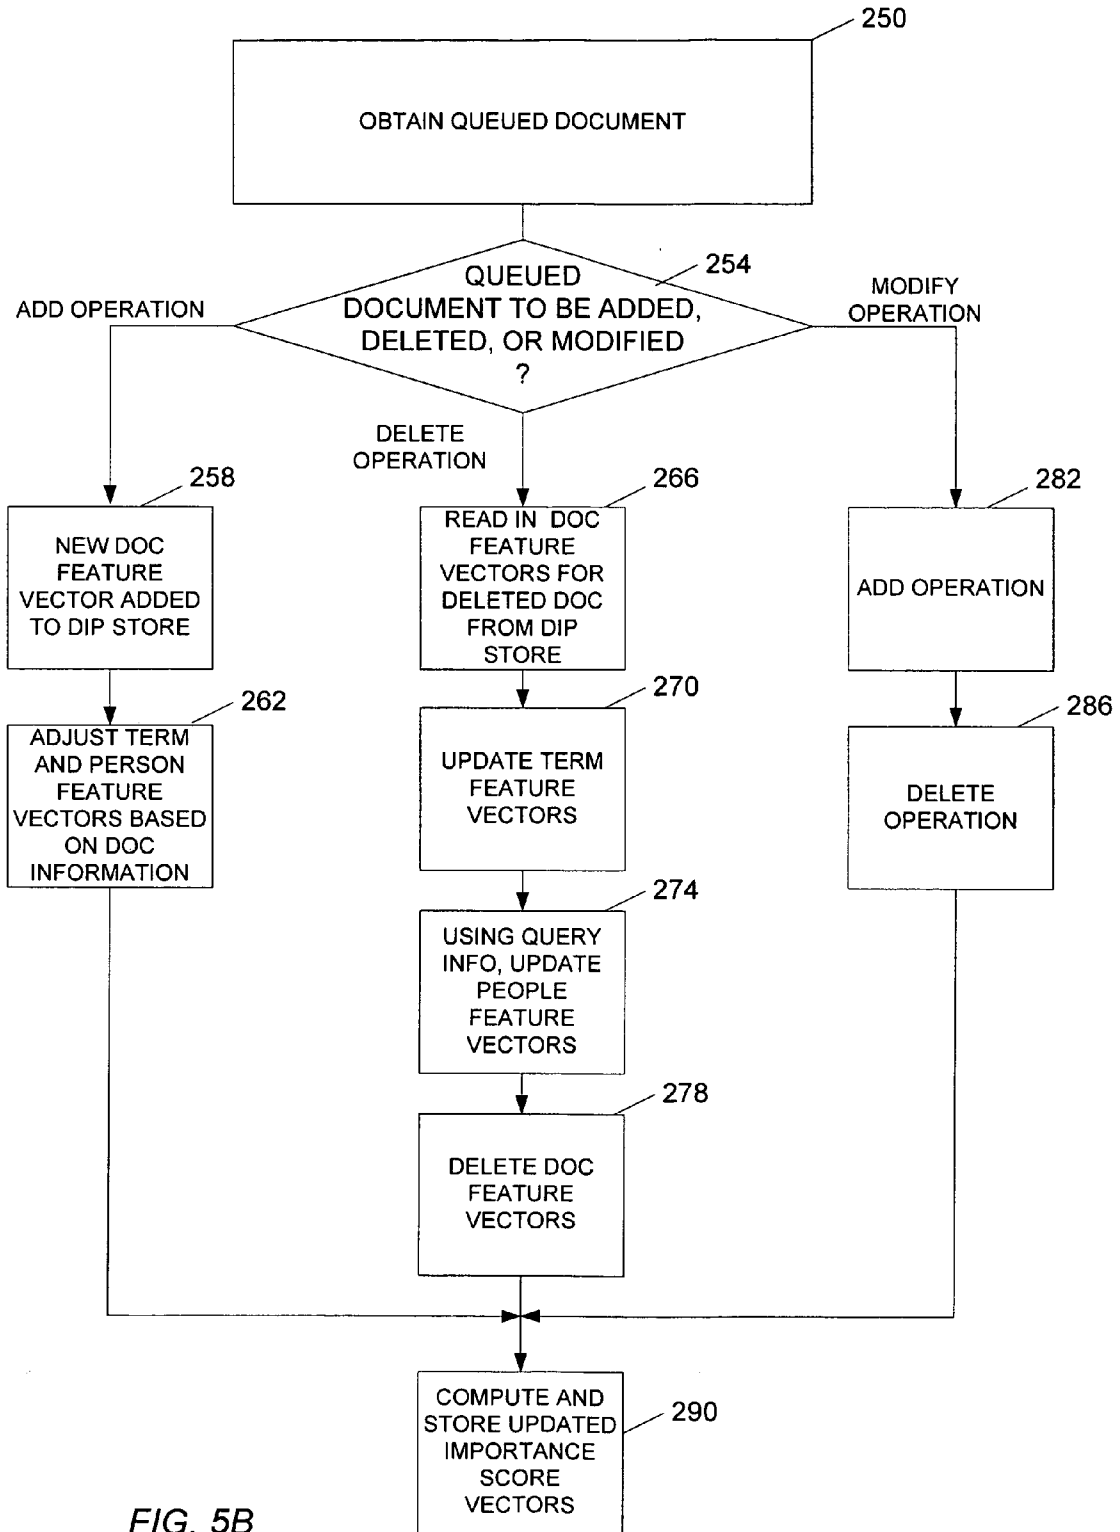 250
OBTAIN QUEUED DOCUMENT
254
QUEUED
DOCUMENT TO BE ADDED,
DELETED, OR MODIFIED
?
ADD OPERATION
MODIFY
OPERATION
DELETE
OPERATION
258
NEW DOC
FEATURE
VECTOR ADDED
TO DIP STORE
262
ADJUST TERM
AND PERSON
FEATURE
VECTORS BASED
ON DOC
INFORMATION
266
READ IN DOC
FEATURE
VECTORS FOR
DELETED DOC
FROM DIP
STORE
270
UPDATE TERM
FEATURE
VECTORS
274
USING QUERY
INFO, UPDATE
PEOPLE
FEATURE
VECTORS
278
DELETE DOC
FEATURE
VECTORS
282
ADD OPERATION
286
DELETE
OPERATION
290
COMPUTE AND
STORE UPDATED
IMPORTANCE
SCORE
VECTORS
FIG. 5B